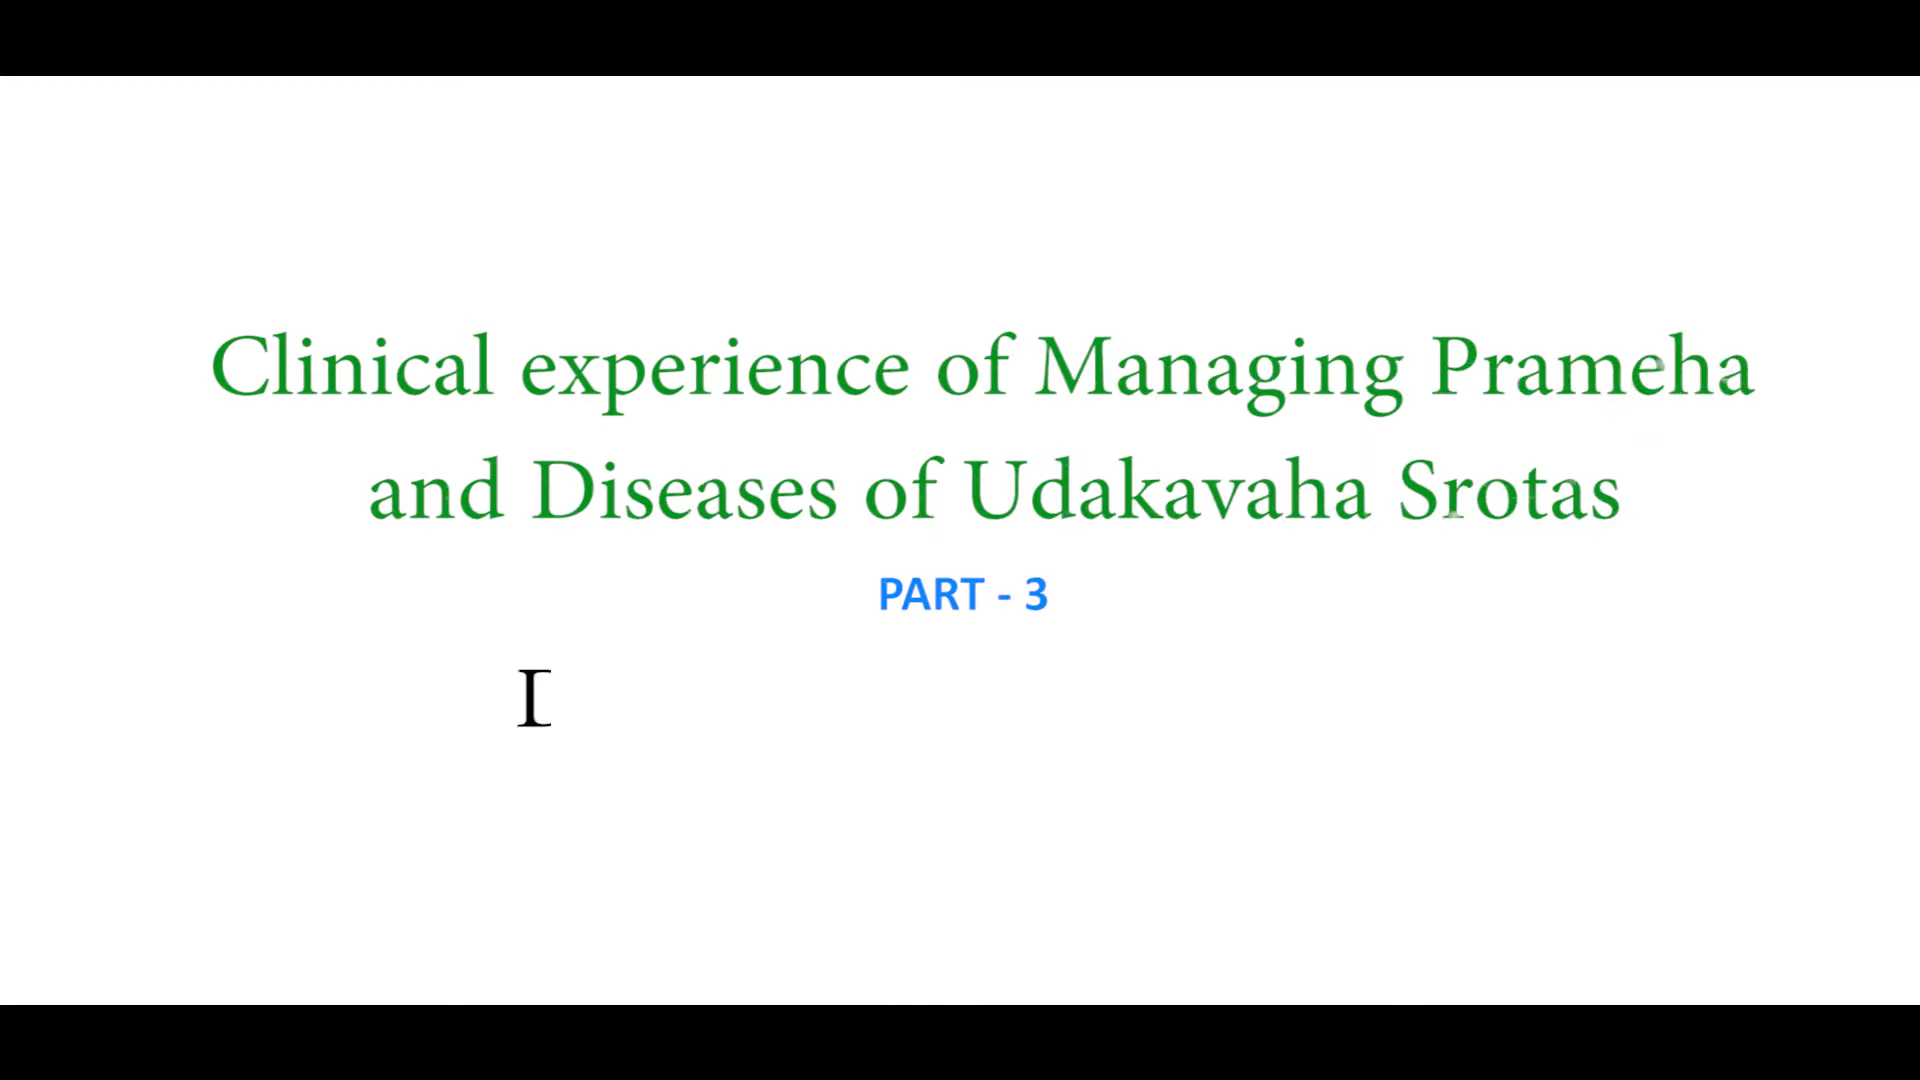 Clinical experience of Managing Prameha
and Diseases of Udakavaha Srotas
PART - 3